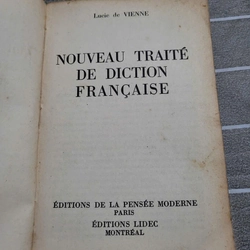 Lucie de VIENNE
NOUVEAU TRAITÉ
DE DICTION
FRANÇAISE
ÉDITIONS DE LA PENSÉE MODERNE
PARIS
ÉDITIONS LIDEC
MONTRÉAL